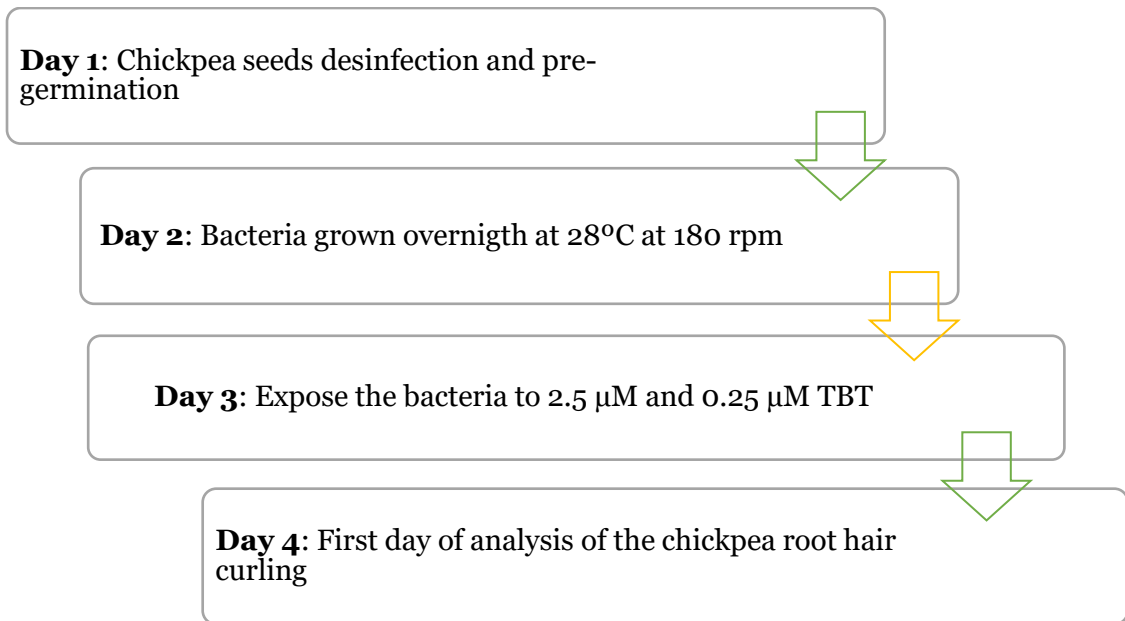 Day 1: Chickpea seeds desinfection and pre-
germination
Day 2: Bacteria grown overnigth at 28ºC at 180 rpm
Day 3: Expose the bacteria to 2.5 µM and 0.25 µM TBT
Day 4: First day of analysis of the chickpea root hair
curling